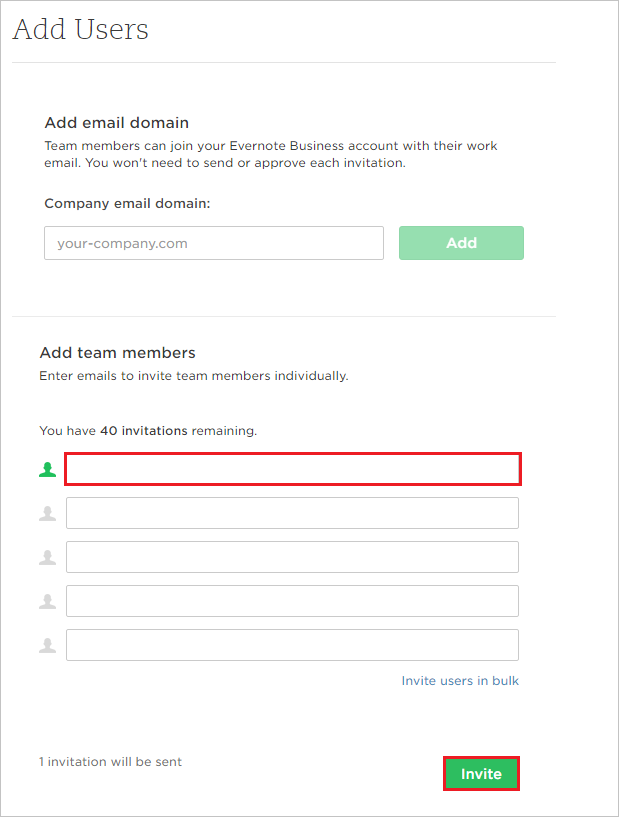 Add Users
Add email domain
Team members can join your Evernote Business account with their work
email. You won't need to send or approve each invitation.
Company email domain:
your-company.com
Add
Add team members
Enter emails to invite team members individually.
You have 40 invitations remaining.
Invite users in bulk
1 invitation will be sent
Invite